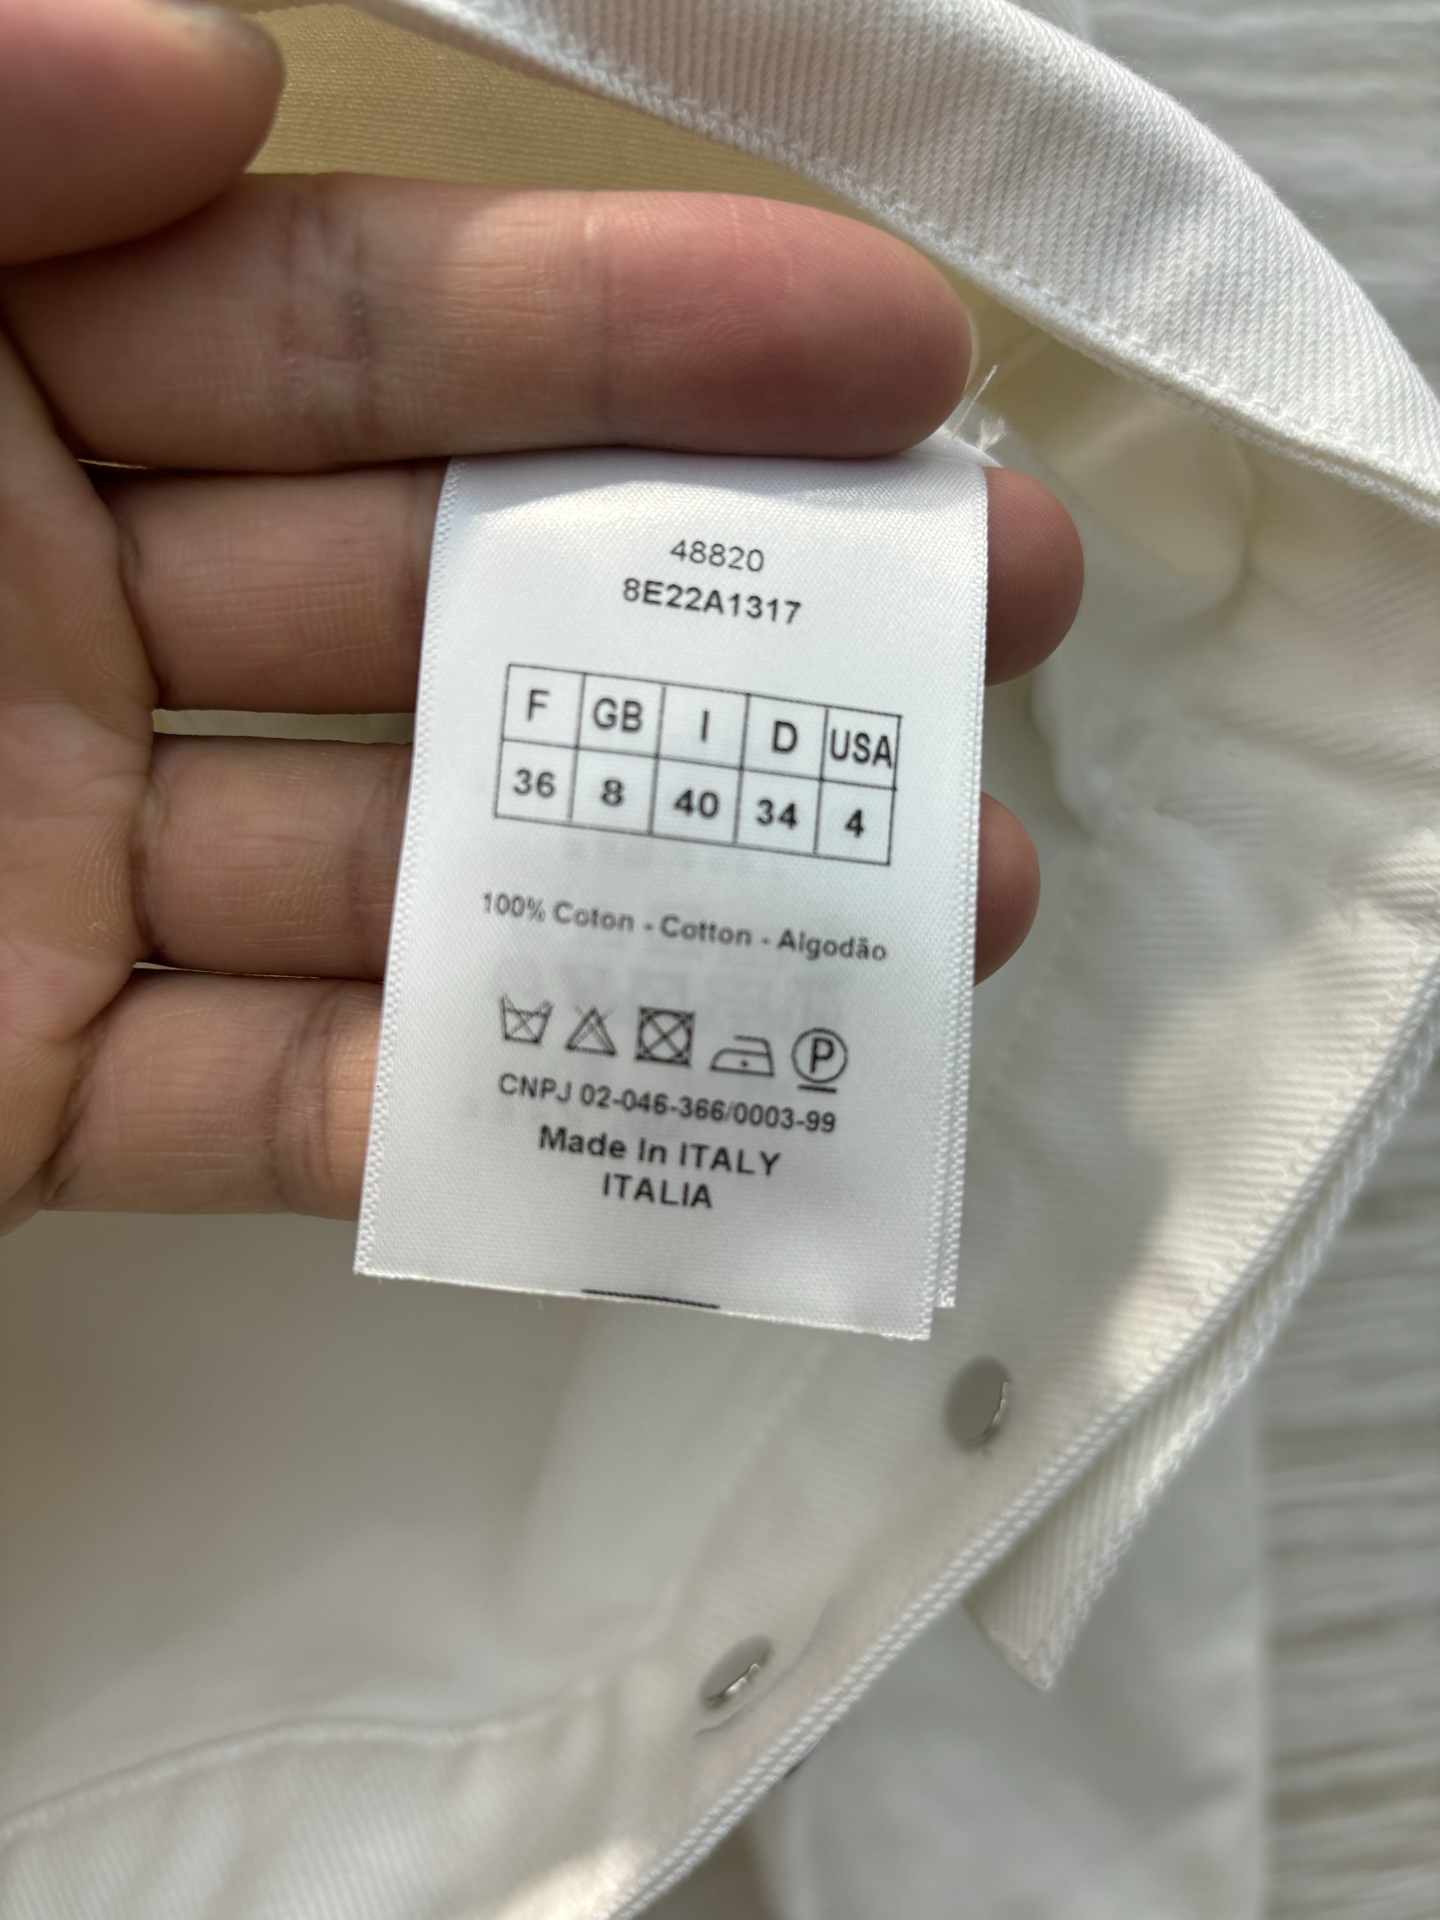 48820
8E22A1317
F GB I D USA
36 8 40 34 4
100% Coton - Cotton - Algodão
P
CNPJ 02-046-366/0003-99
Made In ITALY
ITALIA